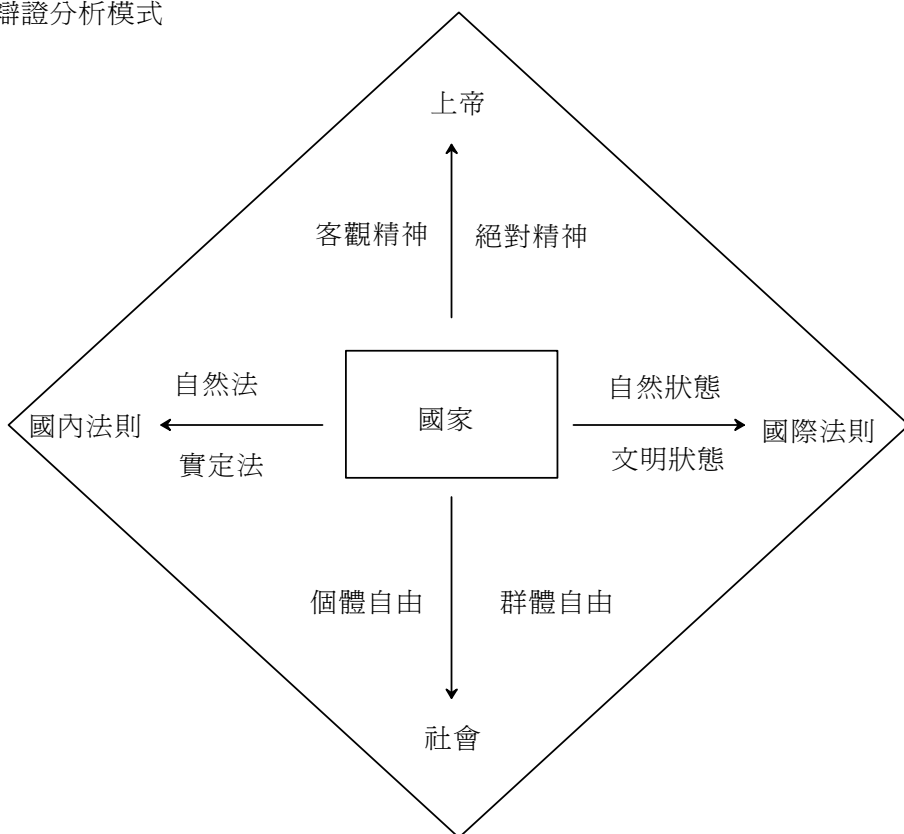 辯證分析模式
上帝
客觀精神 絕對精神
自然法 自然狀態
國內法則 國家 國際法則
實定法 文明狀態
個體自由 群體自由
社會